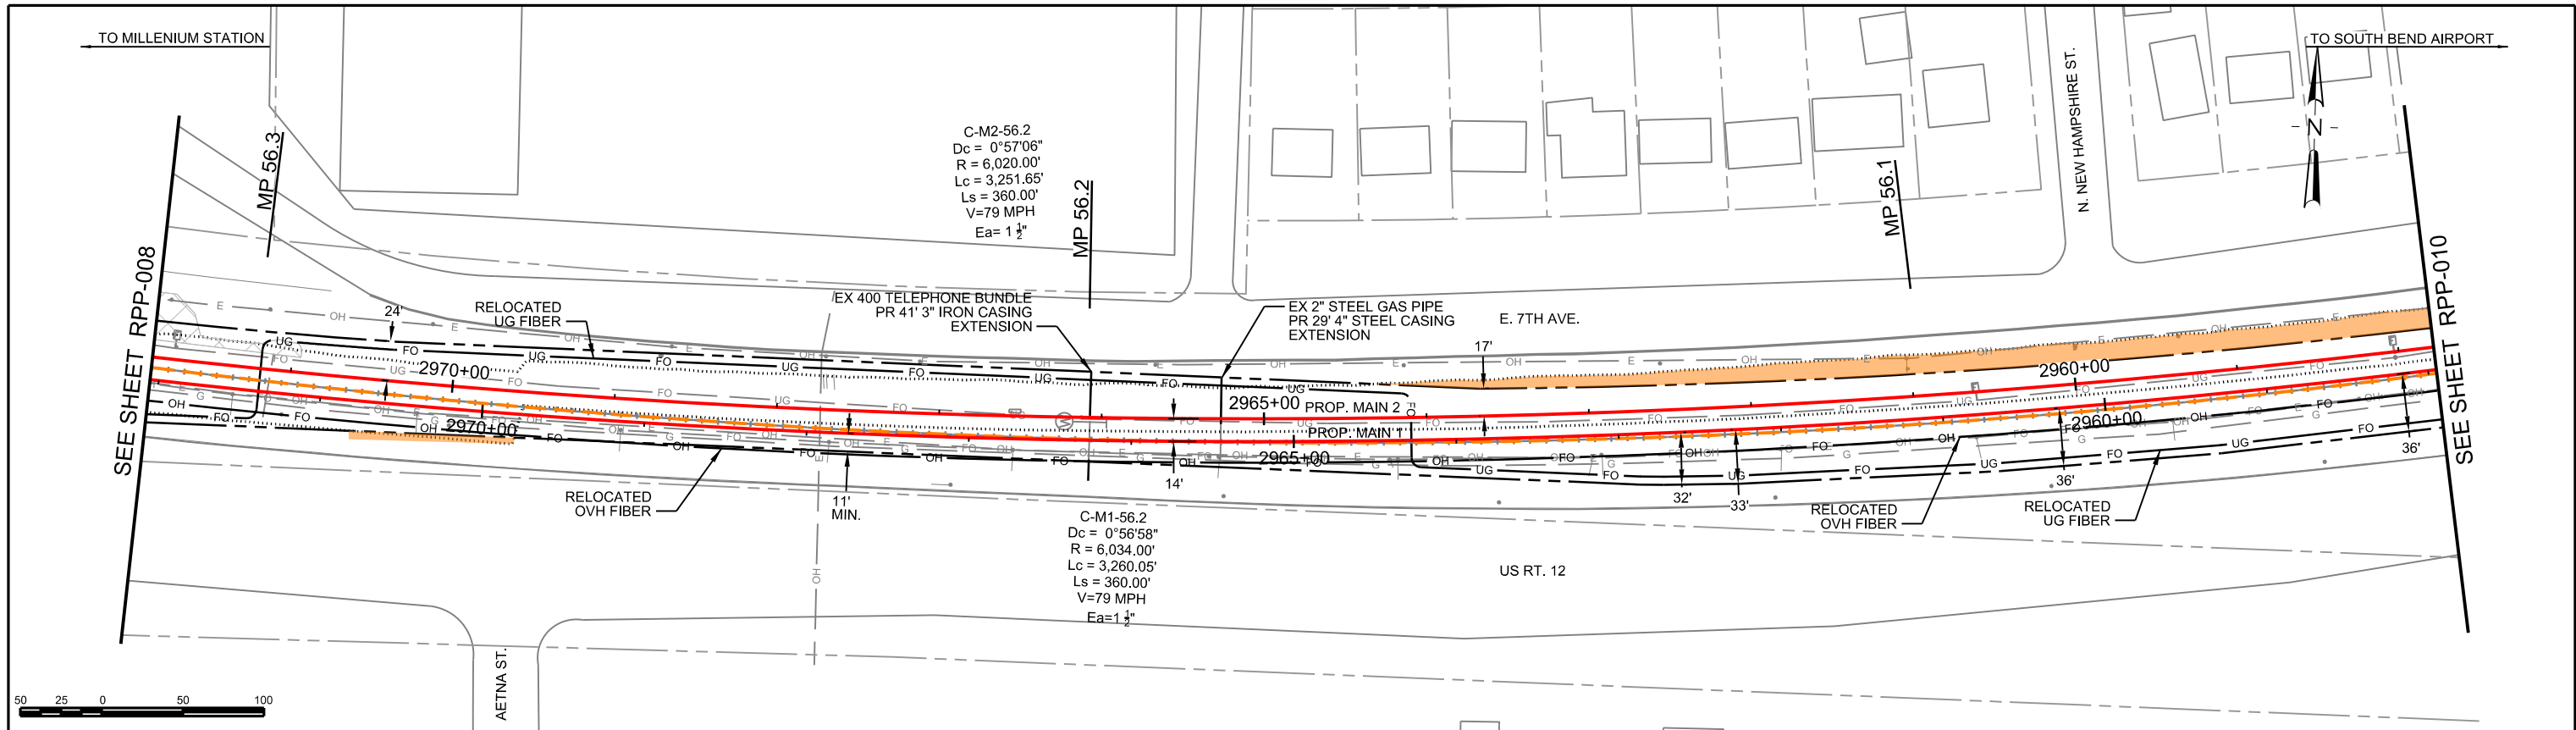 TO MILLENIUM STATION
TO SOUTH BEND AIRPORT
N. NEW HAMPSHIRE ST.
N
MP 56.3
C-M2-56.2
Dc = 0°57'06"
R = 6,020.00'
Lc = 3,251.65'
Ls = 360.00'
V=79 MPH
Ea= 1 1/2"
MP 56.2
MP 56.1
SEE SHEET RPP-008
SEE SHEET RPP-010
24'
RELOCATED
UG FIBER
EX 400 TELEPHONE BUNDLE
PR 41' 3" IRON CASING
EXTENSION
EX 2" STEEL GAS PIPE
PR 29' 4" STEEL CASING
EXTENSION
E. 7TH AVE.
17'
2970+00
2965+00
PROP. MAIN 2
2960+00
2970+00
PROP. MAIN 1
2965+00
2960+00
RELOCATED
OVH FIBER
11'
MIN.
14'
32'
33'
36'
36'
RELOCATED
OVH FIBER
RELOCATED
UG FIBER
C-M1-56.2
Dc = 0°56'58"
R = 6,034.00'
Lc = 3,260.05'
Ls = 360.00'
V=79 MPH
Ea=1 1/2"
US RT. 12
AETNA ST.
50 25 0 50 100